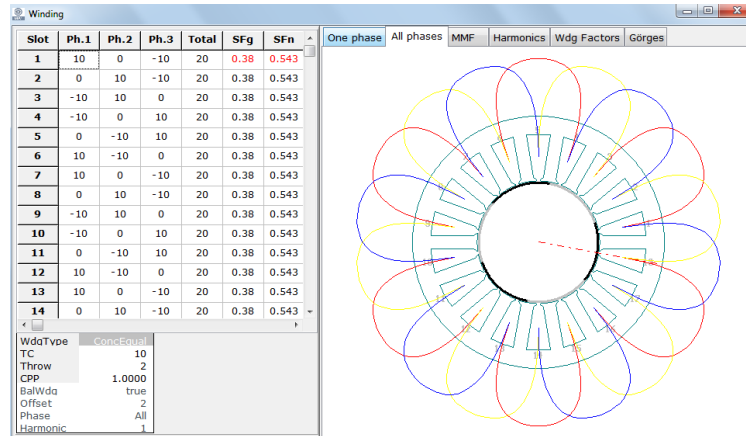 Winding
Slot Ph.1 Ph.2 Ph.3 Total SFg SFn
1 10 0 -10 20 0.38 0.543
2 0 10 -10 20 0.38 0.543
3 -10 10 0 20 0.38 0.543
4 -10 0 10 20 0.38 0.543
5 0 -10 10 20 0.38 0.543
6 10 -10 0 20 0.38 0.543
7 10 0 -10 20 0.38 0.543
8 0 10 -10 20 0.38 0.543
9 -10 10 0 20 0.38 0.543
10 -10 0 10 20 0.38 0.543
11 0 -10 10 20 0.38 0.543
12 10 -10 0 20 0.38 0.543
13 10 0 -10 20 0.38 0.543
14 0 10 -10 20 0.38 0.543
WdgType ConcEqual
TC 10
Throw 2
CPP 1.0000
BalWdg true
Offset 2
Phase All
Harmonic 1
One phase All phases MMF Harmonics Wdg Factors Görges